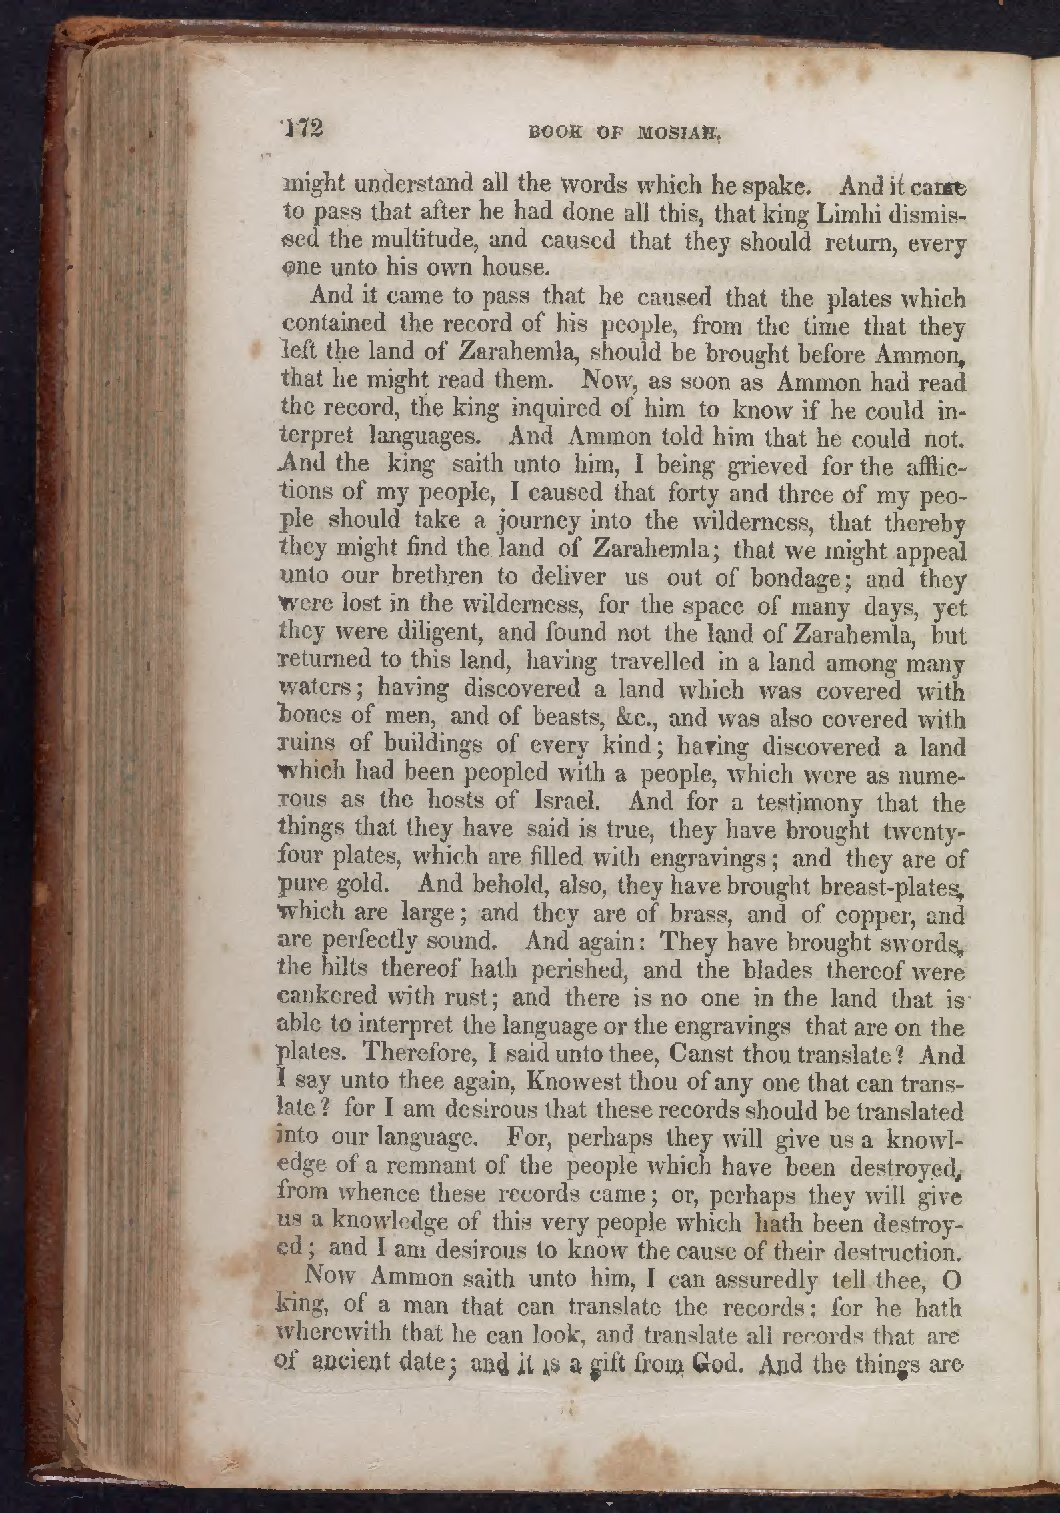 172 BOOK OF MOSIAH.
might understand all the words which he spake. And it came
to pass that after he had done all this, that king Limhi dismis-
sed the multitude, and caused that they should return, every
one unto his own house.
And it came to pass that he caused that the plates which
contained the record of his people, from the time that they
left the land of Zarahemla, should be brought before Ammon,
that he might read them. Now, as soon as Ammon had read
the record, the king inquired of him to know if he could in-
terpret languages. And Ammon told him that he could not.
And the king saith unto him, I being grieved for the afflic-
tions of my people, I caused that forty and three of my peo-
ple should take a journey into the wilderness, that thereby
they might find the land of Zarahemla; that we might appeal
unto our brethren to deliver us out of bondage; and they
were lost in the wilderness, for the space of many days, yet
they were diligent, and found not the land of Zarahemla, but
returned to this land, having travelled in a land among many
waters; having discovered a land which was covered with
bones of men, and of beasts, &c., and was also covered with
ruins of buildings of every kind; having discovered a land
which had been peopled with a people, which were as nume-
rous as the hosts of Israel. And for a testimony that the
things that they have said is true, they have brought twenty-
four plates, which are filled with engravings; and they are of
pure gold. And behold, also, they have brought breast-plates,
which are large; and they are of brass, and of copper, and
are perfectly sound. And again: They have brought swords,
the hilts thereof hath perished, and the blades thereof were
cankered with rust; and there is no one in the land that is
able to interpret the language or the engravings that are on the
plates. Therefore, I said unto thee, Canst thou translate? And
I say unto thee again, Knowest thou of any one that can trans-
late? for I am desirous that these records should be translated
into our language. For, perhaps they will give us a knowl-
edge of a remnant of the people which have been destroyed,
from whence these records came; or, perhaps they will give
us a knowledge of this very people which hath been destroy-
ed; and I am desirous to know the cause of their destruction.
Now Ammon saith unto him, I can assuredly tell thee, O
king, of a man that can translate the records: for he hath
wherewith that he can look, and translate all records that are
of ancient date; and it is a gift from God. And the things are